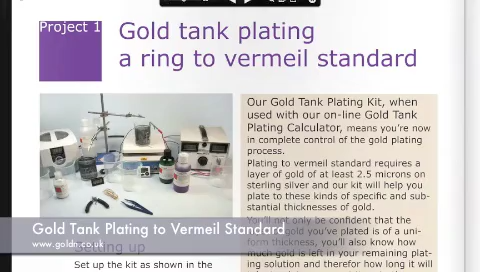 Project 1
Gold tank plating
a ring to vermeil standard
Our Gold Tank Plating Kit, when
used with our on-line Gold Tank
Plating Calculator, means you're now
in complete control of the gold plating
process.
Plating to vermeil standard requires a
layer of gold of at least 2.5 microns on
sterling silver and our kit will help you
plate to these kinds of specific and sub-
stantial thicknesses of gold.
You'll not only be confident that the
gold you've plated is of a uni-
form thickness, you'll also know how
much gold is left in your remaining plat-
ing solution and therefor how long it will
Gold Tank Plating to Vermeil Standard
www.goldn.co.uk
Setting up
Set up the kit as shown in the